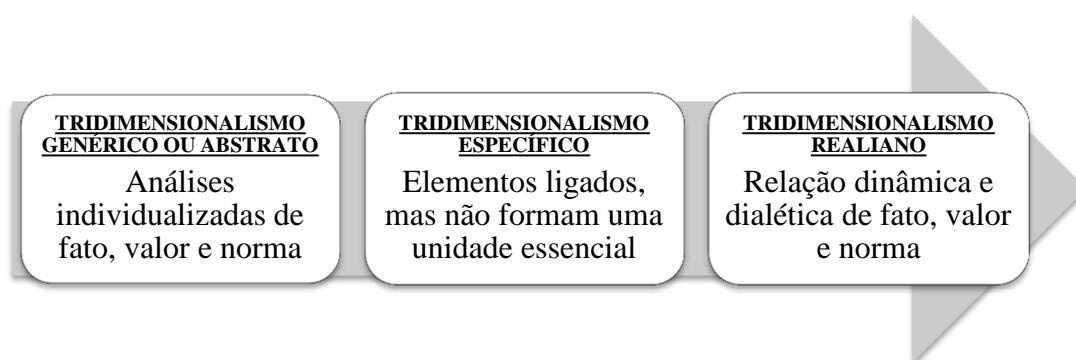 TRIDIMENSIONALISMO
GENÉRICO OU ABSTRATO
Análises
individualizadas de
fato, valor e norma
TRIDIMENSIONALISMO
ESPECÍFICO
Elementos ligados,
mas não formam uma
unidade essencial
TRIDIMENSIONALISMO
REALIANO
Relação dinâmica e
dialética de fato, valor
e norma